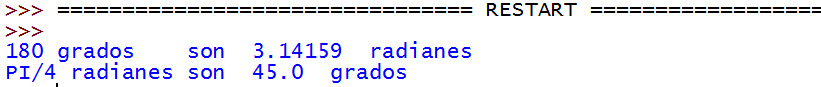 >>> ================================ RESTART ==================
>>>
180 grados    son  3.14159  radianes
PI/4 radianes son  45.0  grados